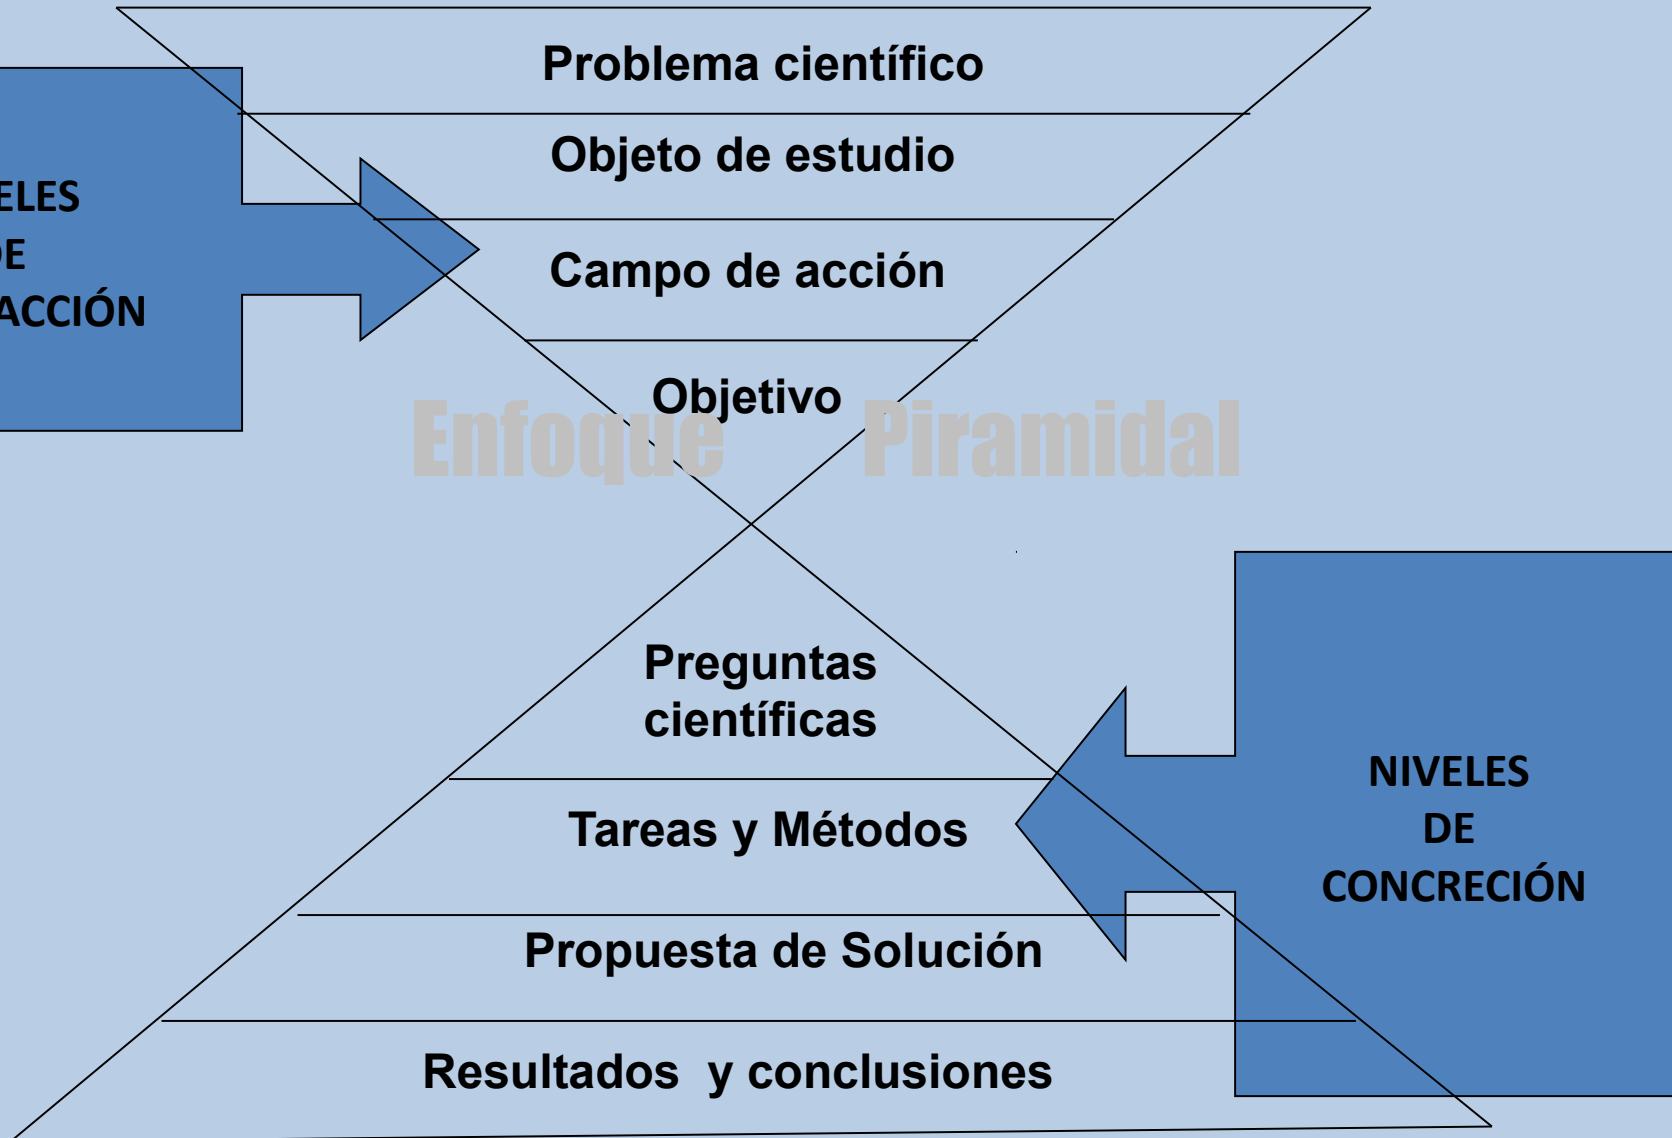 Problema científico
Objeto de estudio
ELES
DE
ACCIÓN
Campo de acción
Objetivo
Enfoque Piramidal
Preguntas
científicas
NIVELES
DE
CONCRECIÓN
Tareas y Métodos
Propuesta de Solución
Resultados y conclusiones